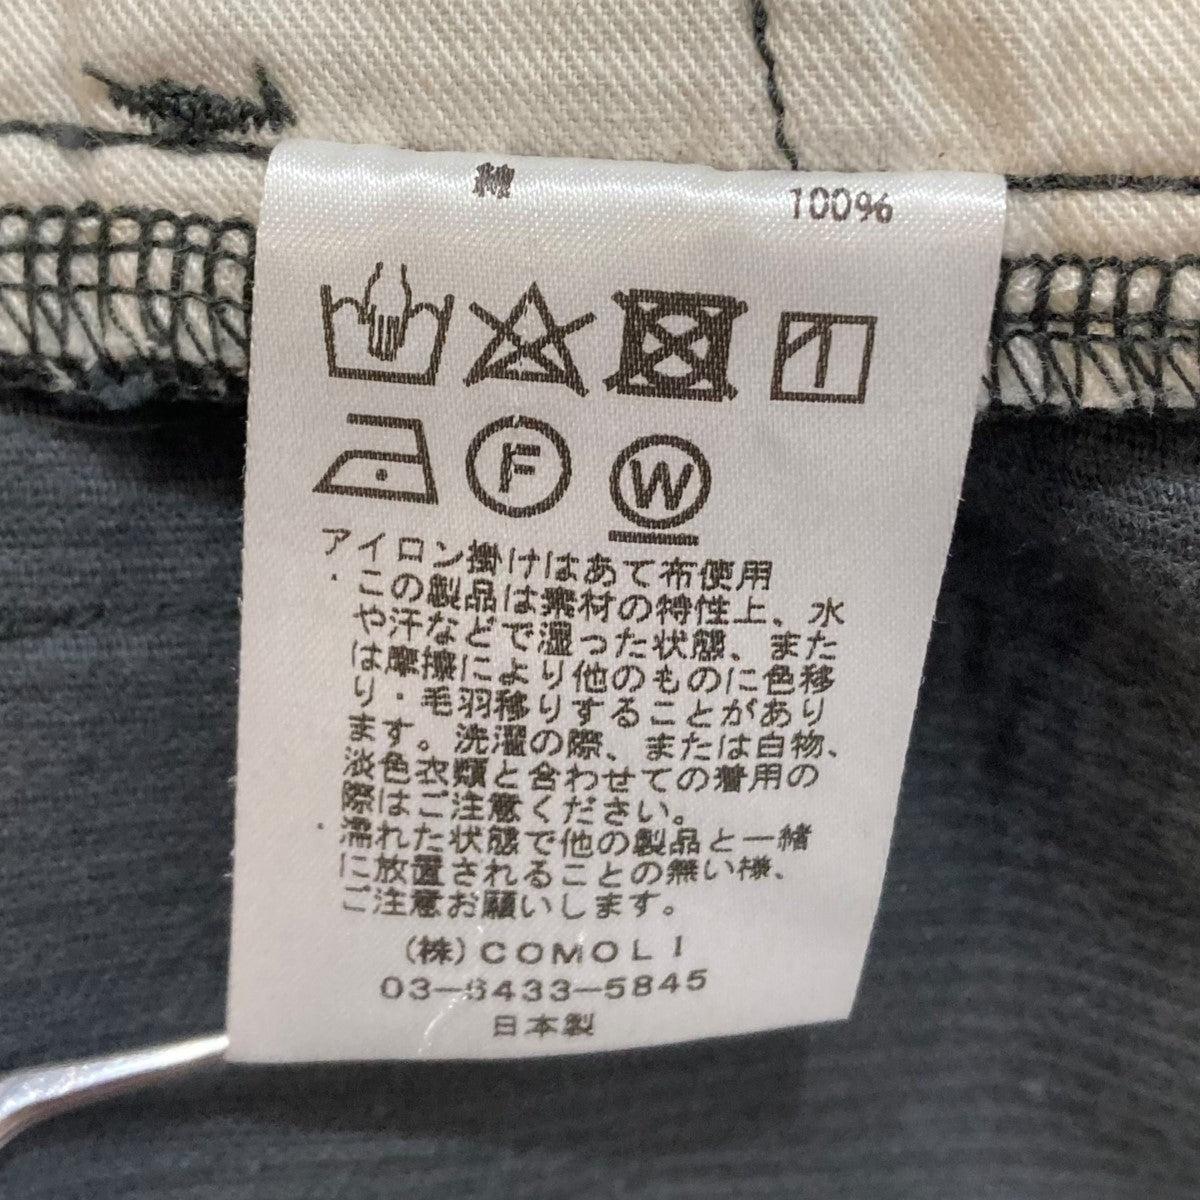 綿 100%
F W
アイロン掛けはあて布使用
・この製品は素材の特性上、水
や汗などで湿った状態、また
は摩擦により他のものに色移
り・毛羽移りすることがあり
ます。洗濯の際、または白物、
淡色衣類と合わせての着用の
際はご注意ください。
・濡れた状態で他の製品と一緒
に放置されることの無い様、
ご注意お願いします。
(株)COMOLI
03-6433-5845
日本製